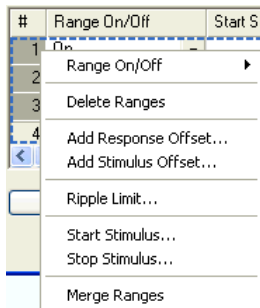 # Range On/Off Start S
1 On
2
3
4
Range On/Off
Delete Ranges
Add Response Offset...
Add Stimulus Offset...
Ripple Limit...
Start Stimulus...
Stop Stimulus...
Merge Ranges